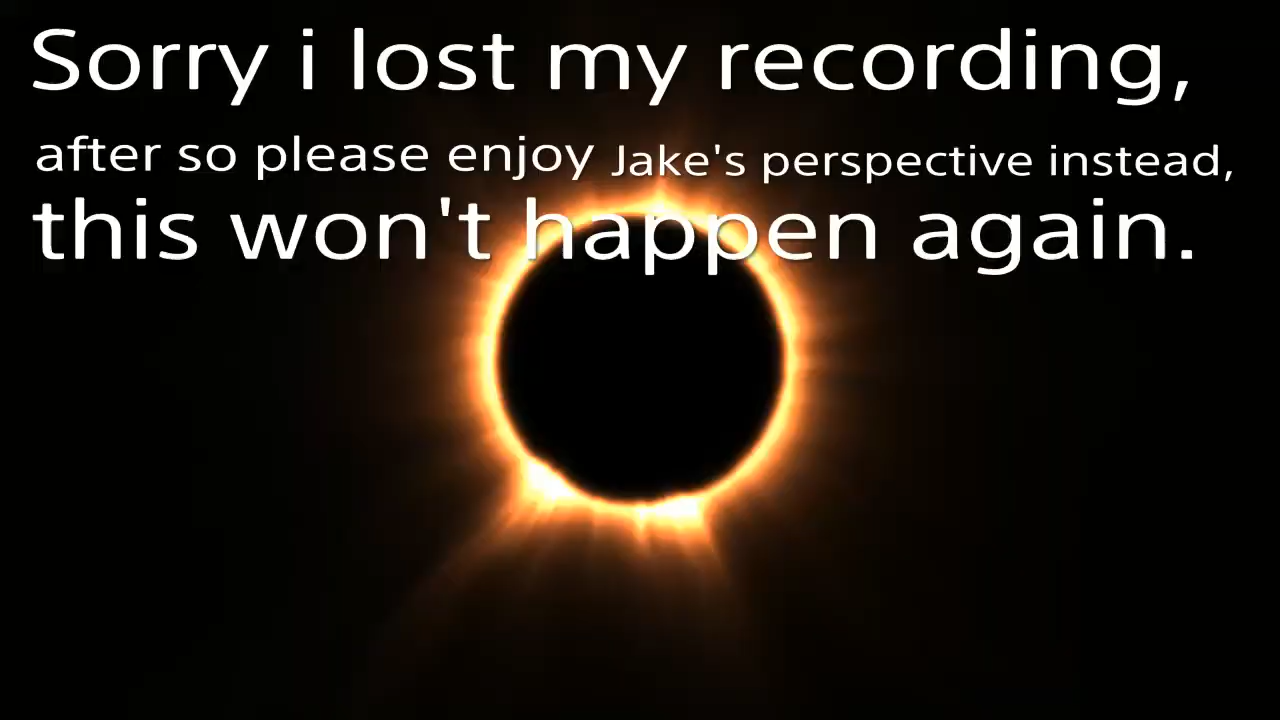 Sorry i lost my recording,
after so please enjoy Jake's perspective instead,
this won't happen again.